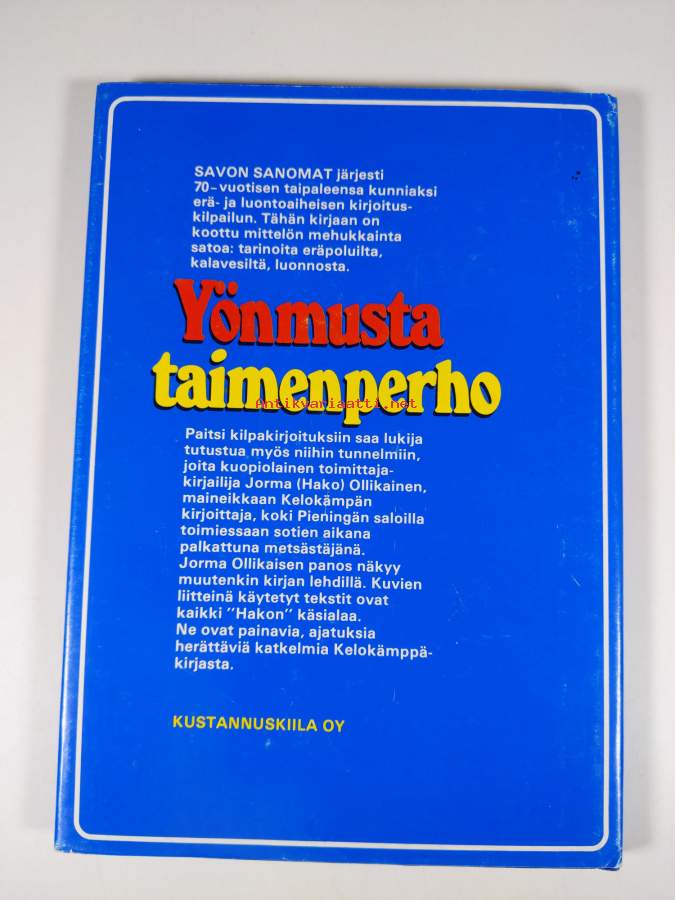 SAVON SANOMAT järjesti
70-vuotisen taipaleensa kunniaksi
erä- ja luontoaiheisen kirjoitus-
kilpailun. Tähän kirjaan on
koottu mittelön mehukkainta
satoa: tarinoita eräpoluilta,
kalavesiltä, luonnosta.
Yönmusta
taimenperho
Antikvariaatti.net
Paitsi kilpakirjoituksiin saa lukija
tutustua myös niihin tunnelmiin,
joita kuopiolainen toimittaja-
kirjailija Jorma (Hako) Ollikainen,
maineikkaan Kelokämpän
kirjoittaja, koki Pieningän saloilla
toimiessaan sotien aikana
palkattuna metsästäjänä.
Jorma Ollikaisen panos näkyy
muutenkin kirjan lehdillä. Kuvien
liitteinä käytetyt tekstit ovat
kaikki "Hakon" käsialaa.
Ne ovat painavia, ajatuksia
herättäviä katkelmia Kelokämppä-
kirjasta.
KUSTANNUSKIILA OY